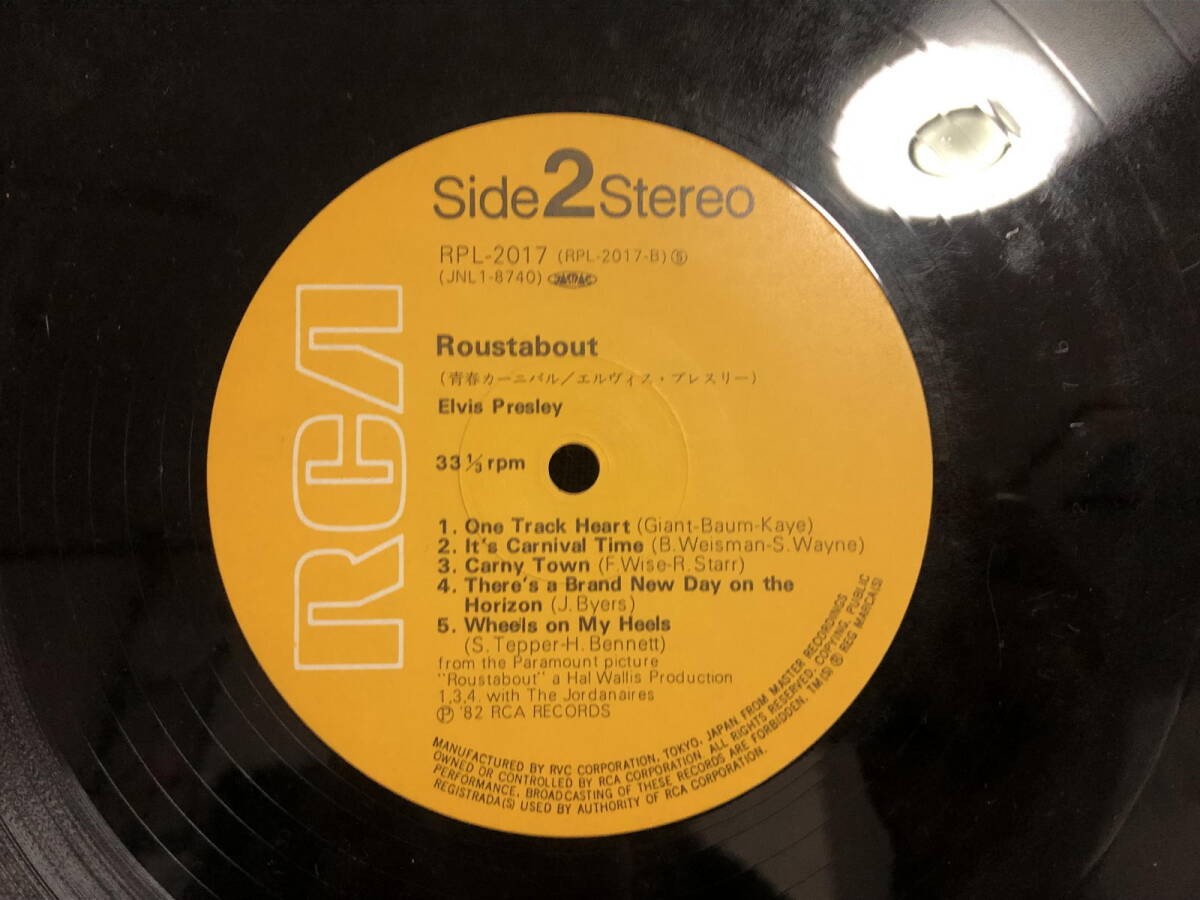 Side 2 Stereo
RPL-2017 (RPL-2017-B) Ⓢ
(JNL1-8740) JASRAC
Roustabout
(青春カーニバル/エルヴィス・プレスリー)
Elvis Presley
33 ⅓ rpm
RCA
1. One Track Heart (Giant-Baum-Kaye)
2. It's Carnival Time (B. Weisman-S. Wayne)
3. Carny Town (F. Wise-R. Starr)
4. There's a Brand New Day on the
Horizon (J. Byers)
5. Wheels on My Heels
(S. Tepper-H. Bennett)
from the Paramount picture
"Roustabout" a Hal Wallis Production
1,3,4. with The Jordanaires
Ⓟ '82 RCA RECORDS
MANUFACTURED BY RVC CORPORATION, TOKYO, JAPAN FROM MASTER RECORDINGS
OWNED OR CONTROLLED BY RCA CORPORATION. ALL RIGHTS RESERVED. COPYING, PUBLIC
PERFORMANCE, BROADCASTING OF THESE RECORDS ARE FORBIDDEN. TM(S) ® REG MARCA(S)
REGISTRADA(S) USED BY AUTHORITY OF RCA CORPORATION.